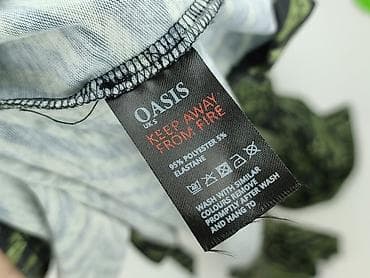 OASIS
UK S
KEEP AWAY
FROM FIRE
95% POLYESTER 5%
ELASTANE
WASH WITH SIMILAR
COLOURS REMOVE
PROMPTLY AFTER WASH
AND HANG TO